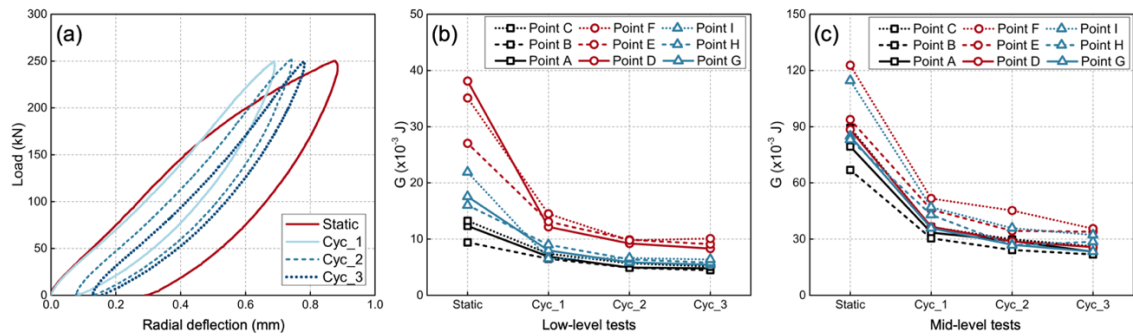 (a)
Load (kN)
300
250
200
150
100
50
0
Static
Cyc_1
Cyc_2
Cyc_3
0.0 0.2 0.4 0.6 0.8 1.0
Radial deflection (mm)
(b)
Point C Point F Point I
Point B Point E Point H
Point A Point D Point G
G (x10⁻³ J)
50
40
30
20
10
0
Static Cyc_1 Cyc_2 Cyc_3
Low-level tests
(c)
Point C Point F Point I
Point B Point E Point H
Point A Point D Point G
G (x10⁻³ J)
150
120
90
60
30
0
Static Cyc_1 Cyc_2 Cyc_3
Mid-level tests